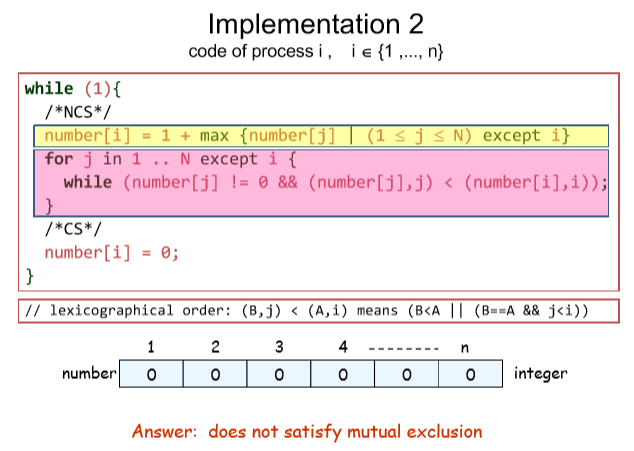 Implementation 2
code of process i ,   i ∈ {1 ,..., n}
while (1){
/*NCS*/
number[i] = 1 + max {number[j] | (1 ≤ j ≤ N) except i}
for j in 1 .. N except i {
while (number[j] != 0 && (number[j],j) < (number[i],i));
}
/*CS*/
number[i] = 0;
}
// lexicographical order: (B,j) < (A,i) means (B<A || (B==A && j<i))
1 2 3 4 -------- n
number 0 0 0 0 0 0 integer
Answer: does not satisfy mutual exclusion